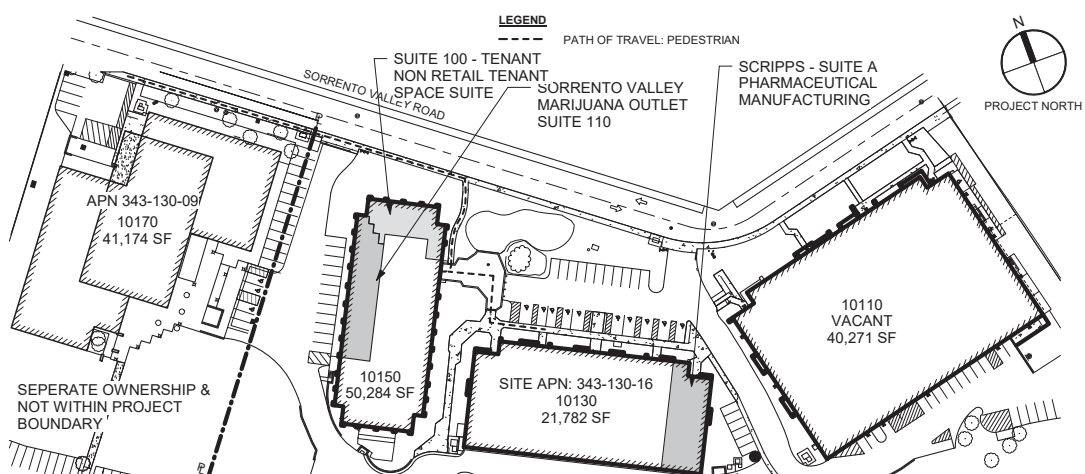 LEGEND
PATH OF TRAVEL: PEDESTRIAN
SUITE 100 - TENANT
NON RETAIL TENANT
SPACE SUITE
SORRENTO VALLEY
MARIJUANA OUTLET
SUITE 110
SCRIPPS - SUITE A
PHARMACEUTICAL
MANUFACTURING
N
PROJECT NORTH
SORRENTO VALLEY ROAD
APN 343-130-09
10170
41,174 SF
10150
50,284 SF
SITE APN: 343-130-16
10130
21,782 SF
10110
VACANT
40,271 SF
SEPERATE OWNERSHIP &
NOT WITHIN PROJECT
BOUNDARY